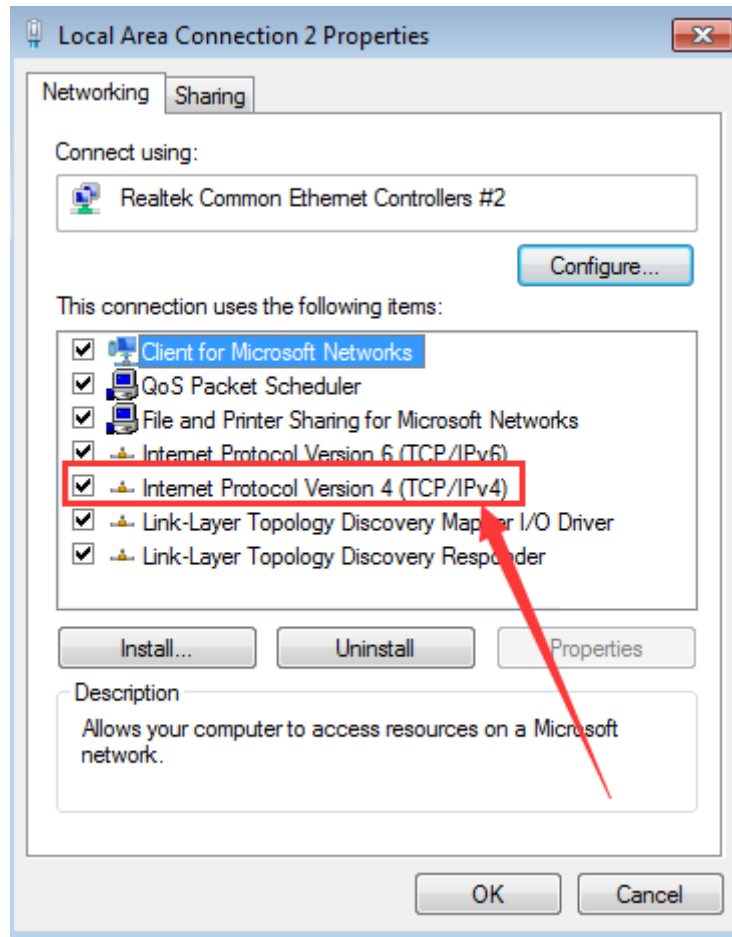 Local Area Connection 2 Properties
Networking
Sharing
Connect using:
Realtek Common Ethernet Controllers #2
Configure...
This connection uses the following items:
Client for Microsoft Networks
QoS Packet Scheduler
File and Printer Sharing for Microsoft Networks
Internet Protocol Version 6 (TCP/IPv6)
Internet Protocol Version 4 (TCP/IPv4)
Link-Layer Topology Discovery Mapper I/O Driver
Link-Layer Topology Discovery Responder
Install...
Uninstall
Properties
Description
Allows your computer to access resources on a Microsoft
network.
OK
Cancel